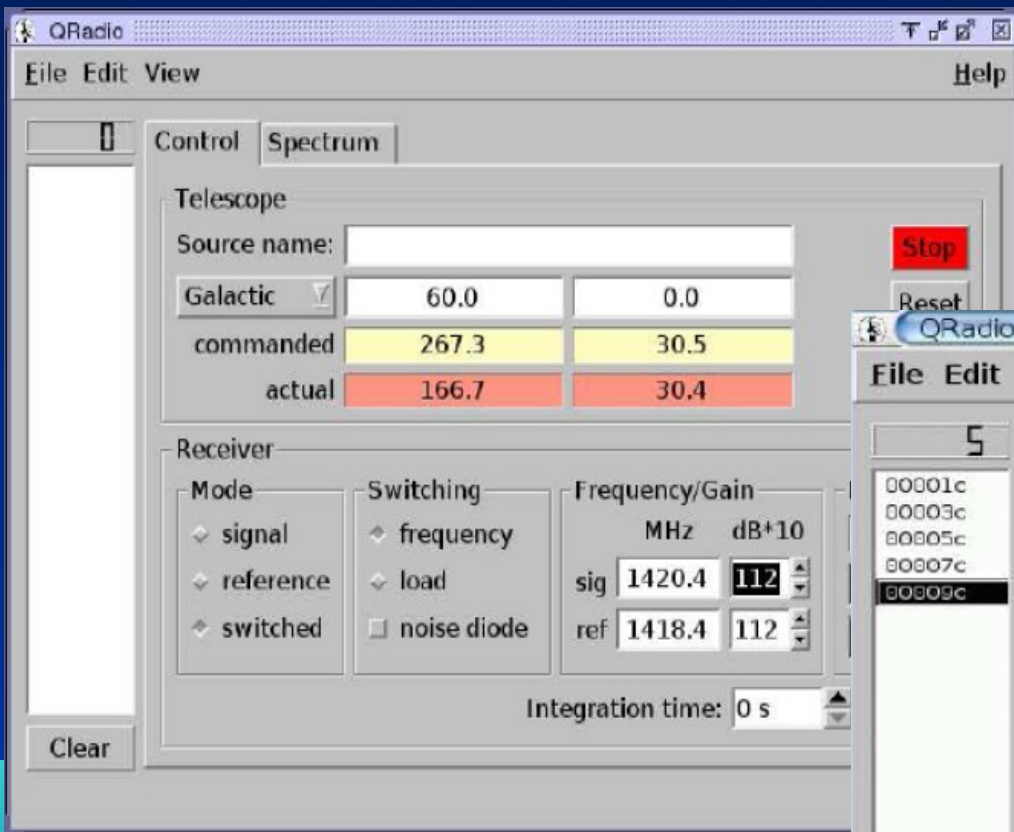 QRadio
File Edit View Help
0
Control Spectrum
Telescope
Source name: Stop
Galactic 60.0 0.0 Reset
commanded 267.3 30.5
actual 166.7 30.4
Receiver
Mode Switching Frequency/Gain
signal frequency MHz dB*10
reference load sig 1420.4 112
switched noise diode ref 1418.4 112
Integration time: 0 s
Clear
QRadio
File Edit
5
00001c
00003c
00005c
00007c
00009c